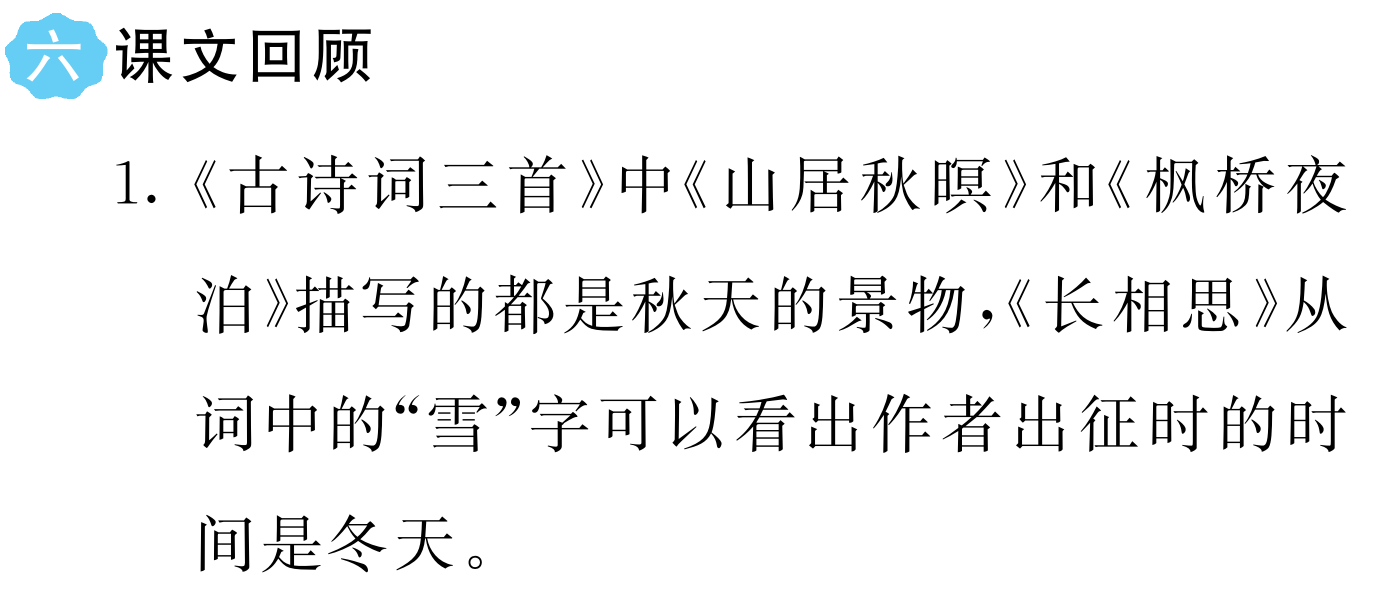 六 课文回顾
1.《古诗词三首》中《山居秋暝》和《枫桥夜
泊》描写的都是秋天的景物,《长相思》从
词中的“雪”字可以看出作者出征时的时
间是冬天。